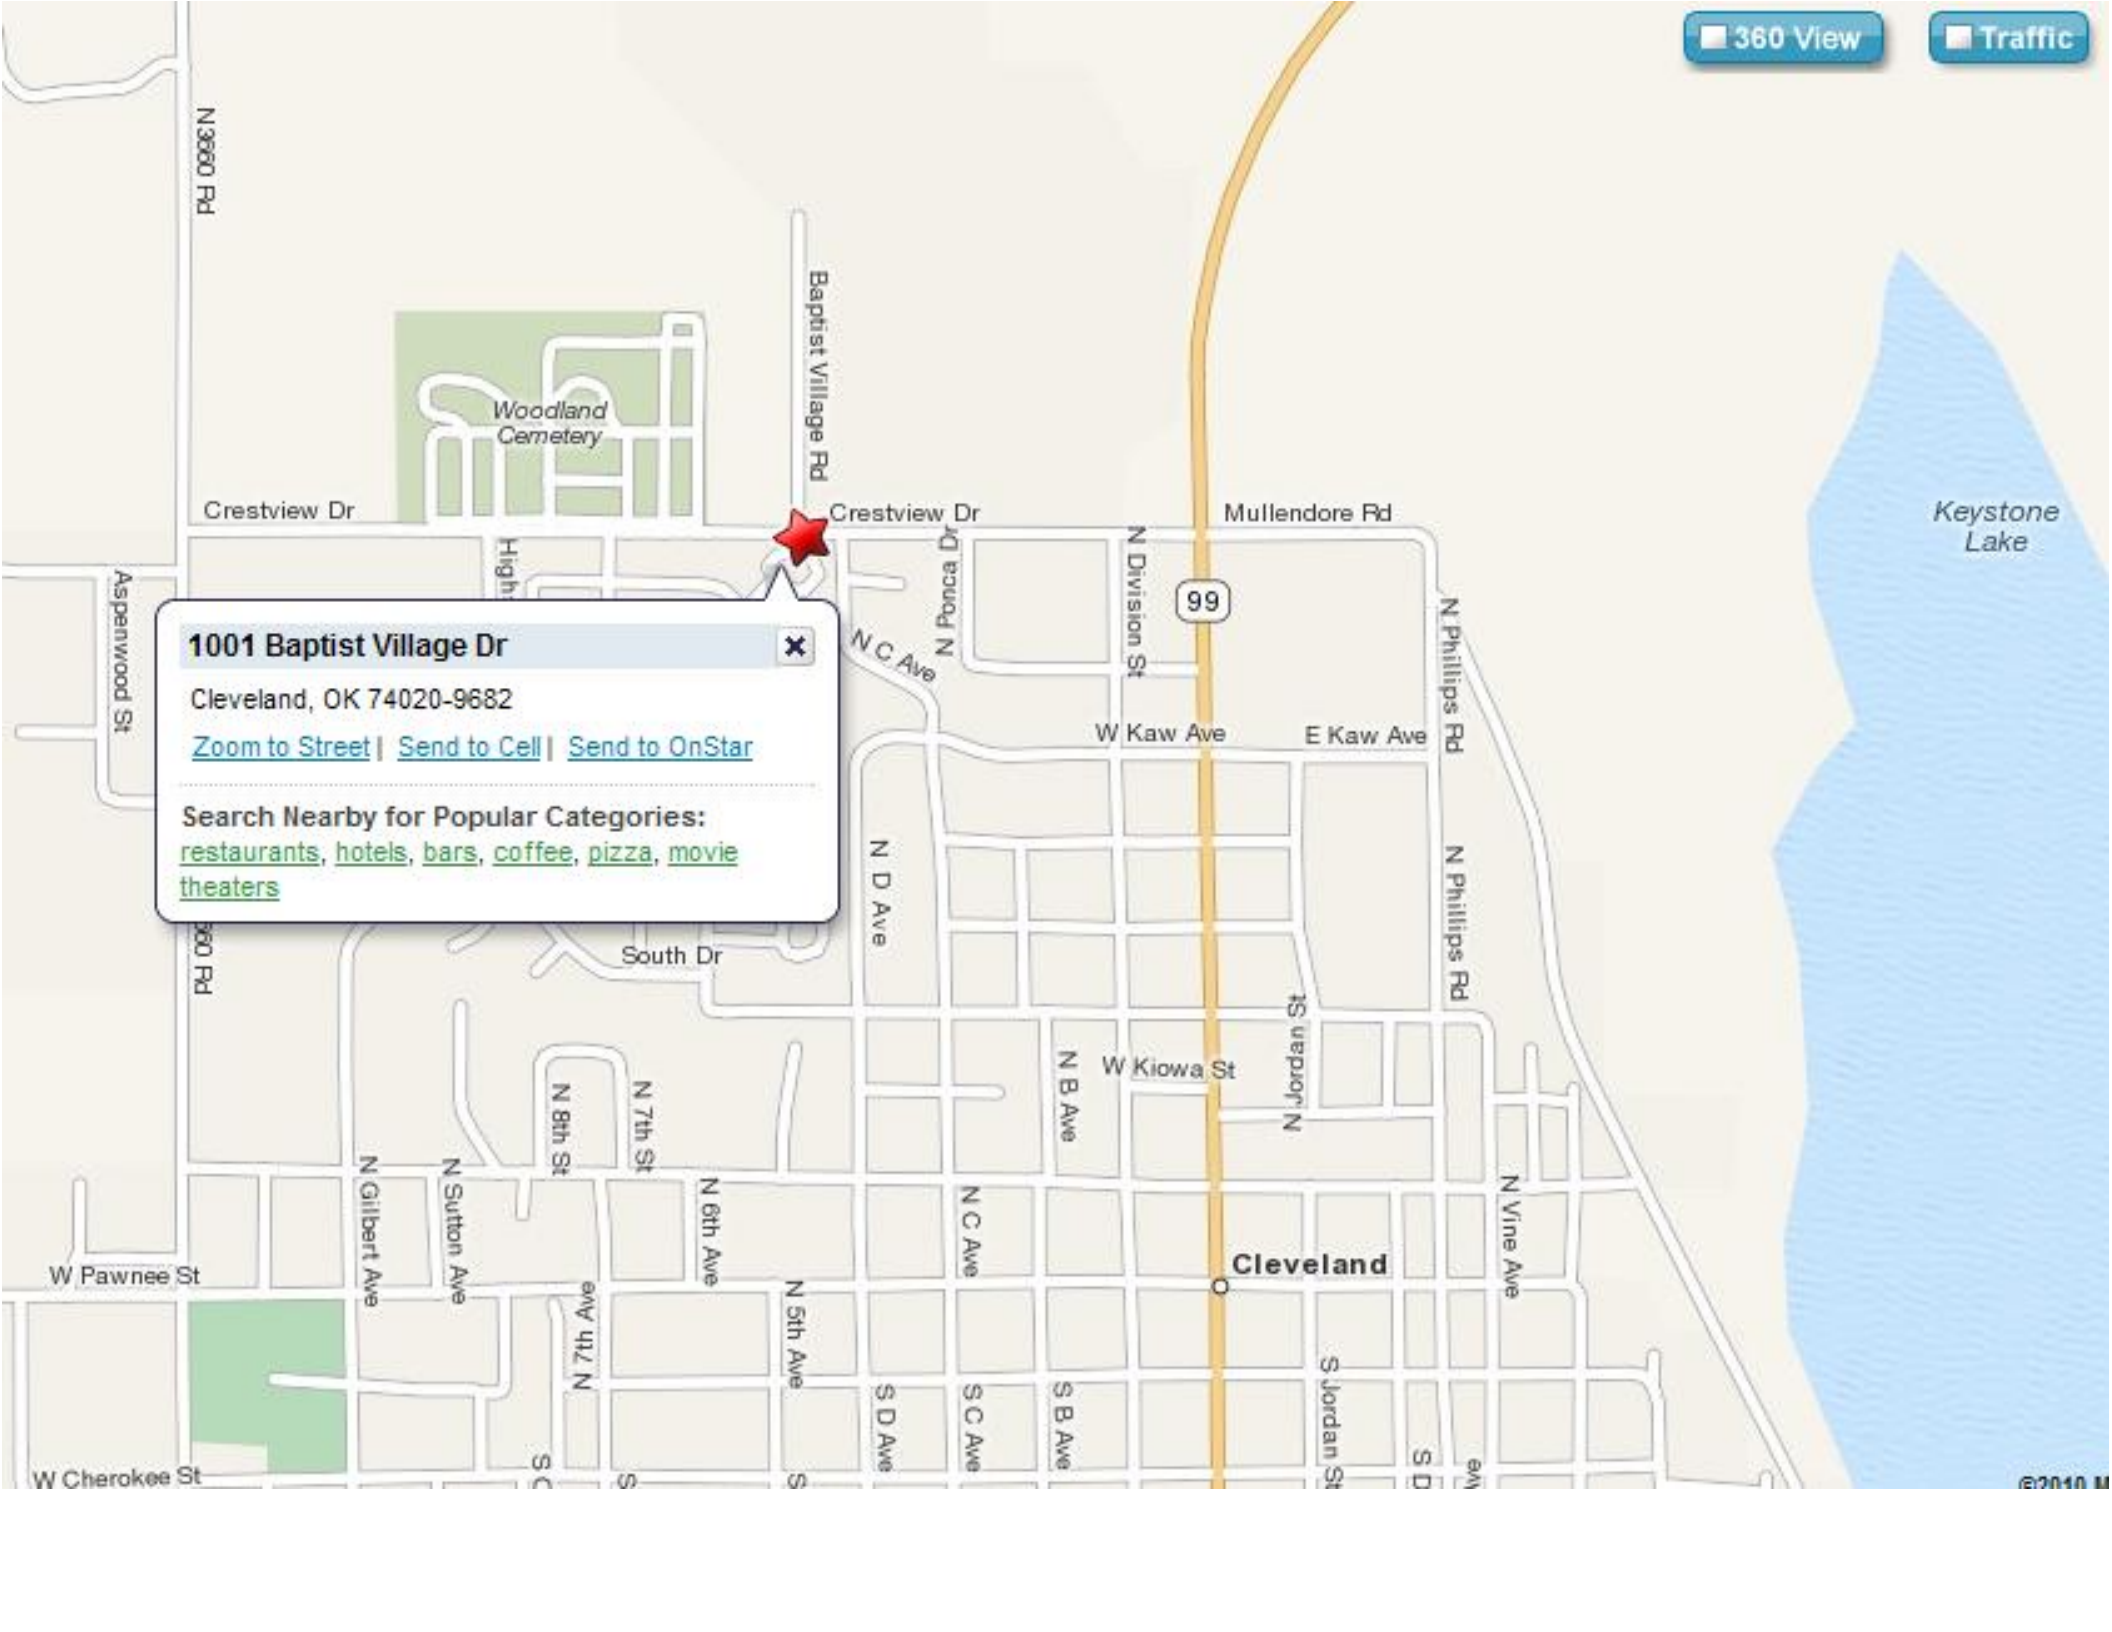 360 View
Traffic
N3660 Rd
Baptist Village Rd
Woodland
Cemetery
Crestview Dr
Crestview Dr
Mullendore Rd
Keystone
Lake
N Ponca Dr
N Division St
99
Aspenwood St
N Phillips Rd
1001 Baptist Village Dr
Cleveland, OK 74020-9682
Zoom to Street | Send to Cell | Send to OnStar
Search Nearby for Popular Categories:
restaurants, hotels, bars, coffee, pizza, movie
theaters
N C Ave
W Kaw Ave
E Kaw Ave
N D Ave
N Phillips Rd
60 Rd
South Dr
N Jordan St
W Kiowa St
N B Ave
N 8th St
N 7th St
N Gilbert Ave
N Sutton Ave
N 6th Ave
N C Ave
N Vine Ave
Cleveland
W Pawnee St
N 7th Ave
N 5th Ave
S D Ave
S C Ave
S B Ave
S Jordan St
W Cherokee St
S
S
S D
Ave
©2010 M